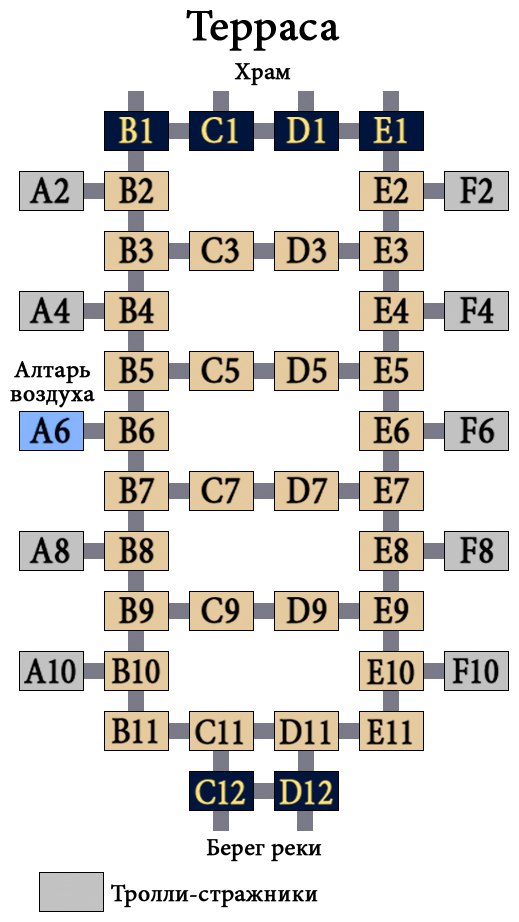 Терраса
Храм
B1 C1 D1 E1
A2 B2 E2 F2
B3 C3 D3 E3
A4 B4 E4 F4
Алтарь
воздуха
B5 C5 D5 E5
A6 B6 E6 F6
B7 C7 D7 E7
A8 B8 E8 F8
B9 C9 D9 E9
A10 B10 E10 F10
B11 C11 D11 E11
C12 D12
Берег реки
Тролли-стражники